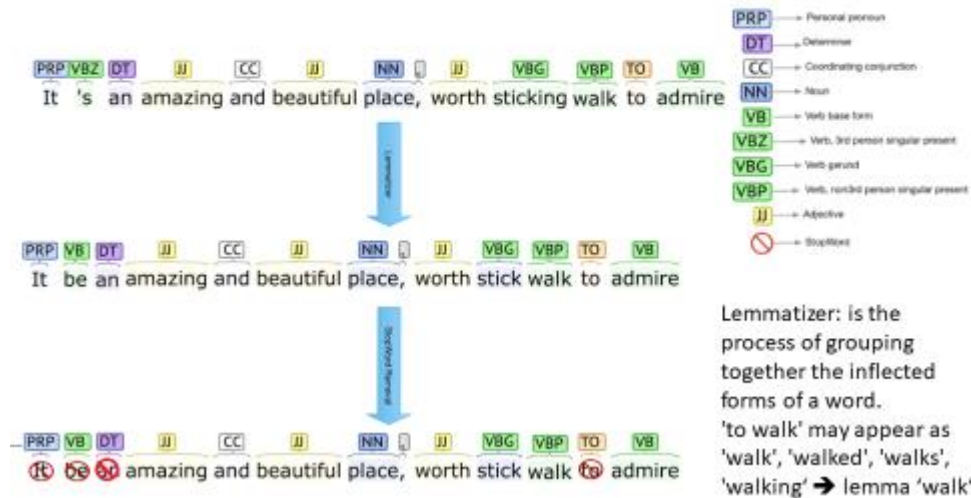 PRP VBZ DT JJ CC JJ NN , JJ VBG VBP TO VB
It 's an amazing and beautiful place, worth sticking walk to admire
Lemmatizer
PRP VB DT JJ CC JJ NN , JJ VBG VBP TO VB
It be an amazing and beautiful place, worth stick walk to admire
StopWord Removal
PRP VB DT JJ CC JJ NN , JJ VBG VBP TO VB
It be an amazing and beautiful place, worth stick walk to admire
PRP Personal pronoun
DT Determiner
CC Coordinating conjunction
NN Noun
VB Verb base form
VBZ Verb, 3rd person singular present
VBG Verb gerund
VBP Verb, non3rd person singular present
JJ Adjective
StopWord
Lemmatizer: is the
process of grouping
together the inflected
forms of a word.
'to walk' may appear as
'walk', 'walked', 'walks',
'walking' ➔ lemma 'walk'